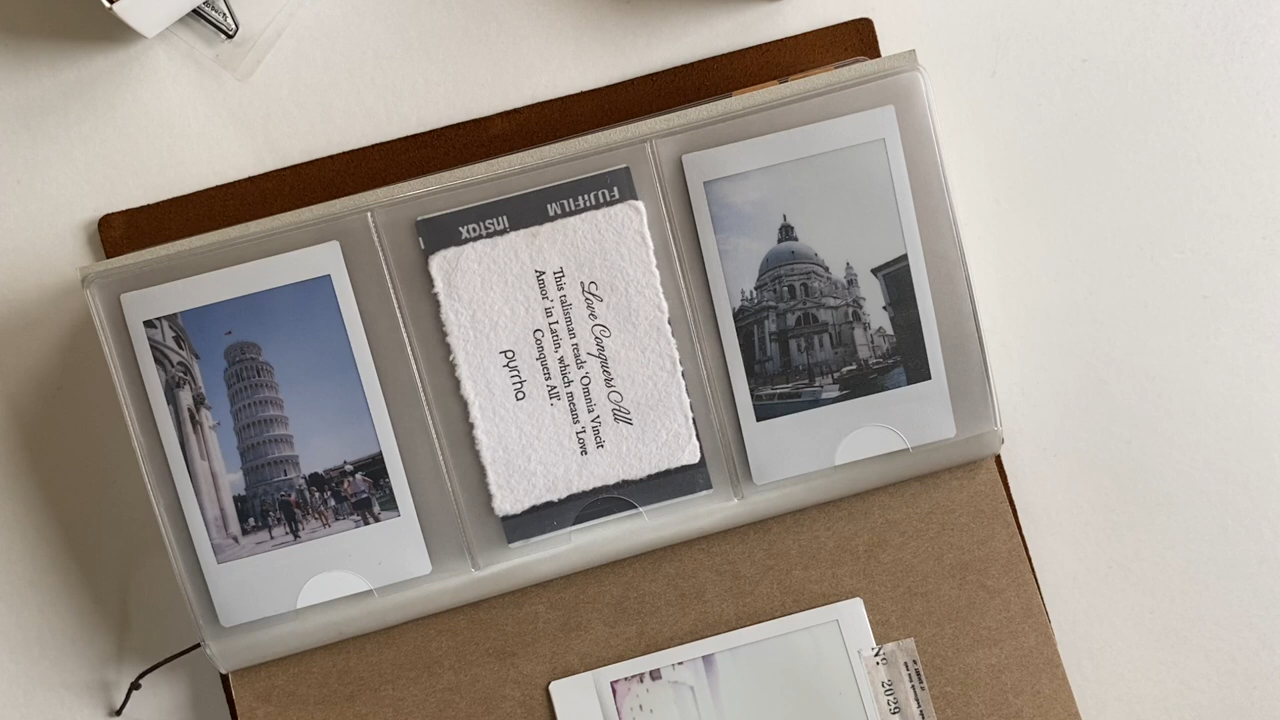 FUJIFILM
instax
Love Conquers All
This talisman reads 'Omnia Vincit
Amor' in Latin, which means 'Love
Conquers All'.
pyrrha
Nº 2029